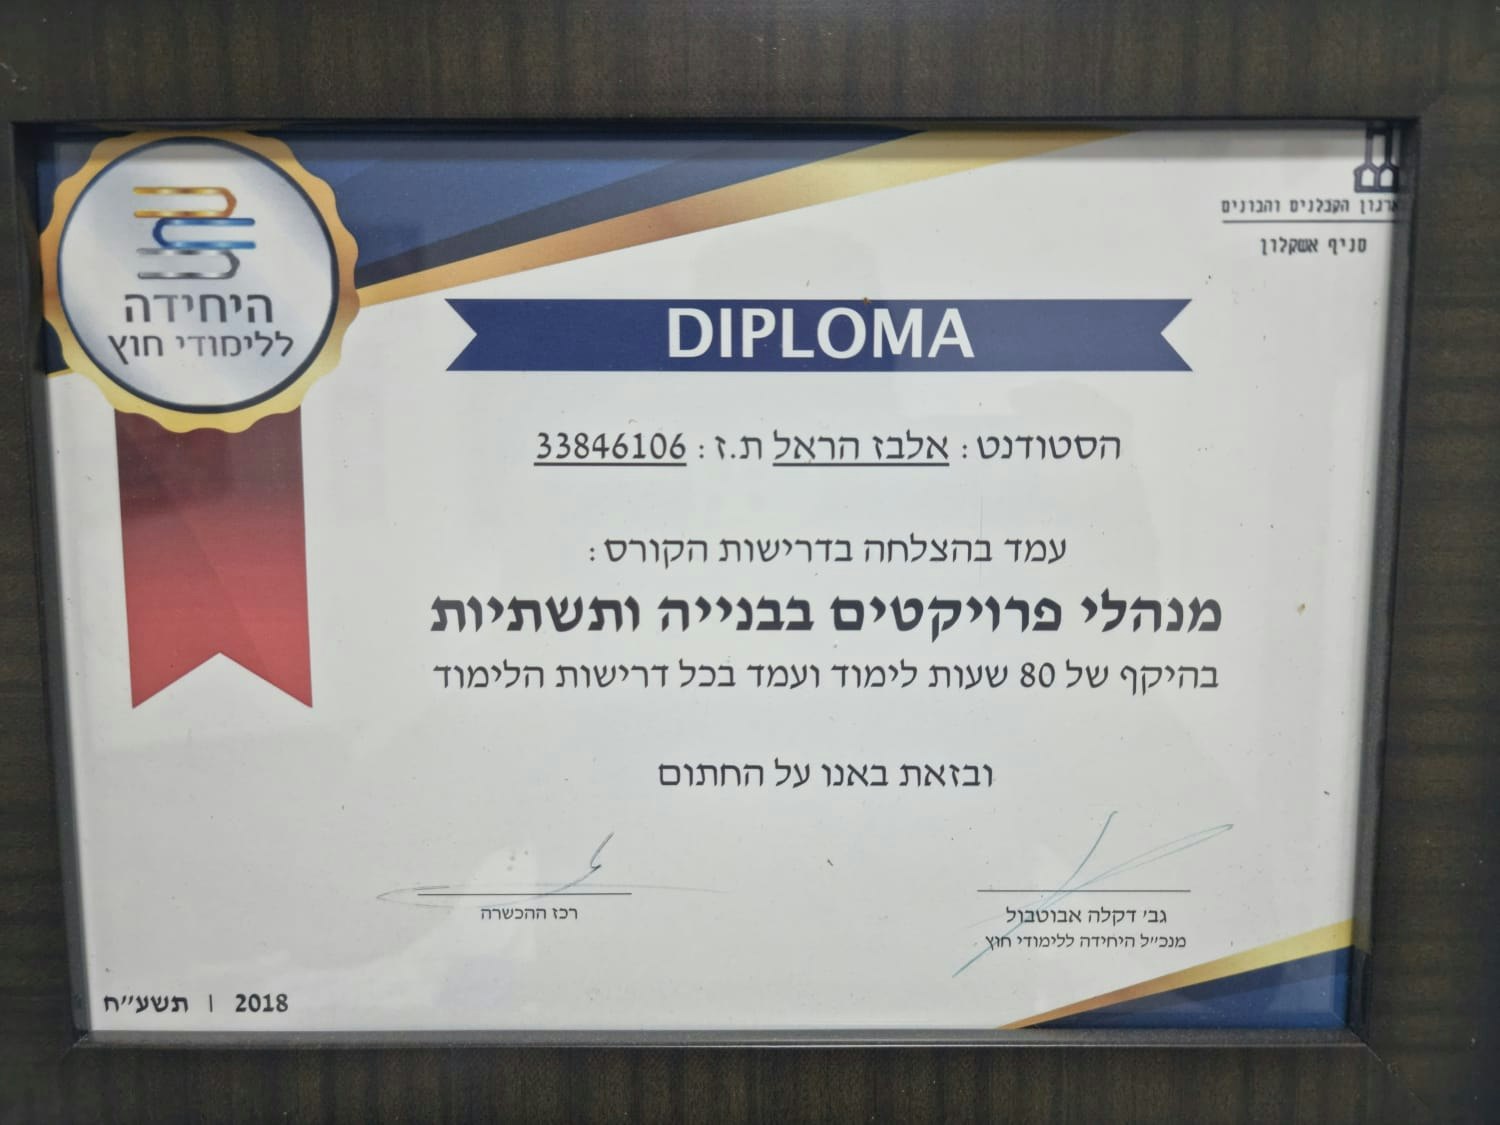 היחידה
ללימודי חוץ
ארגון הקבלנים והבונים
סניף אשקלון
DIPLOMA
הסטודנט : אלבז הראל ת.ז : 33846106
עמד בהצלחה בדרישות הקורס :
מנהלי פרויקטים בבנייה ותשתיות
בהיקף של 80 שעות לימוד ועמד בכל דרישות הלימוד
ובזאת באנו על החתום
גב' דקלה אבוטבול
מנכ"ל היחידה ללימודי חוץ
רכז ההכשרה
2018 | תשע"ח